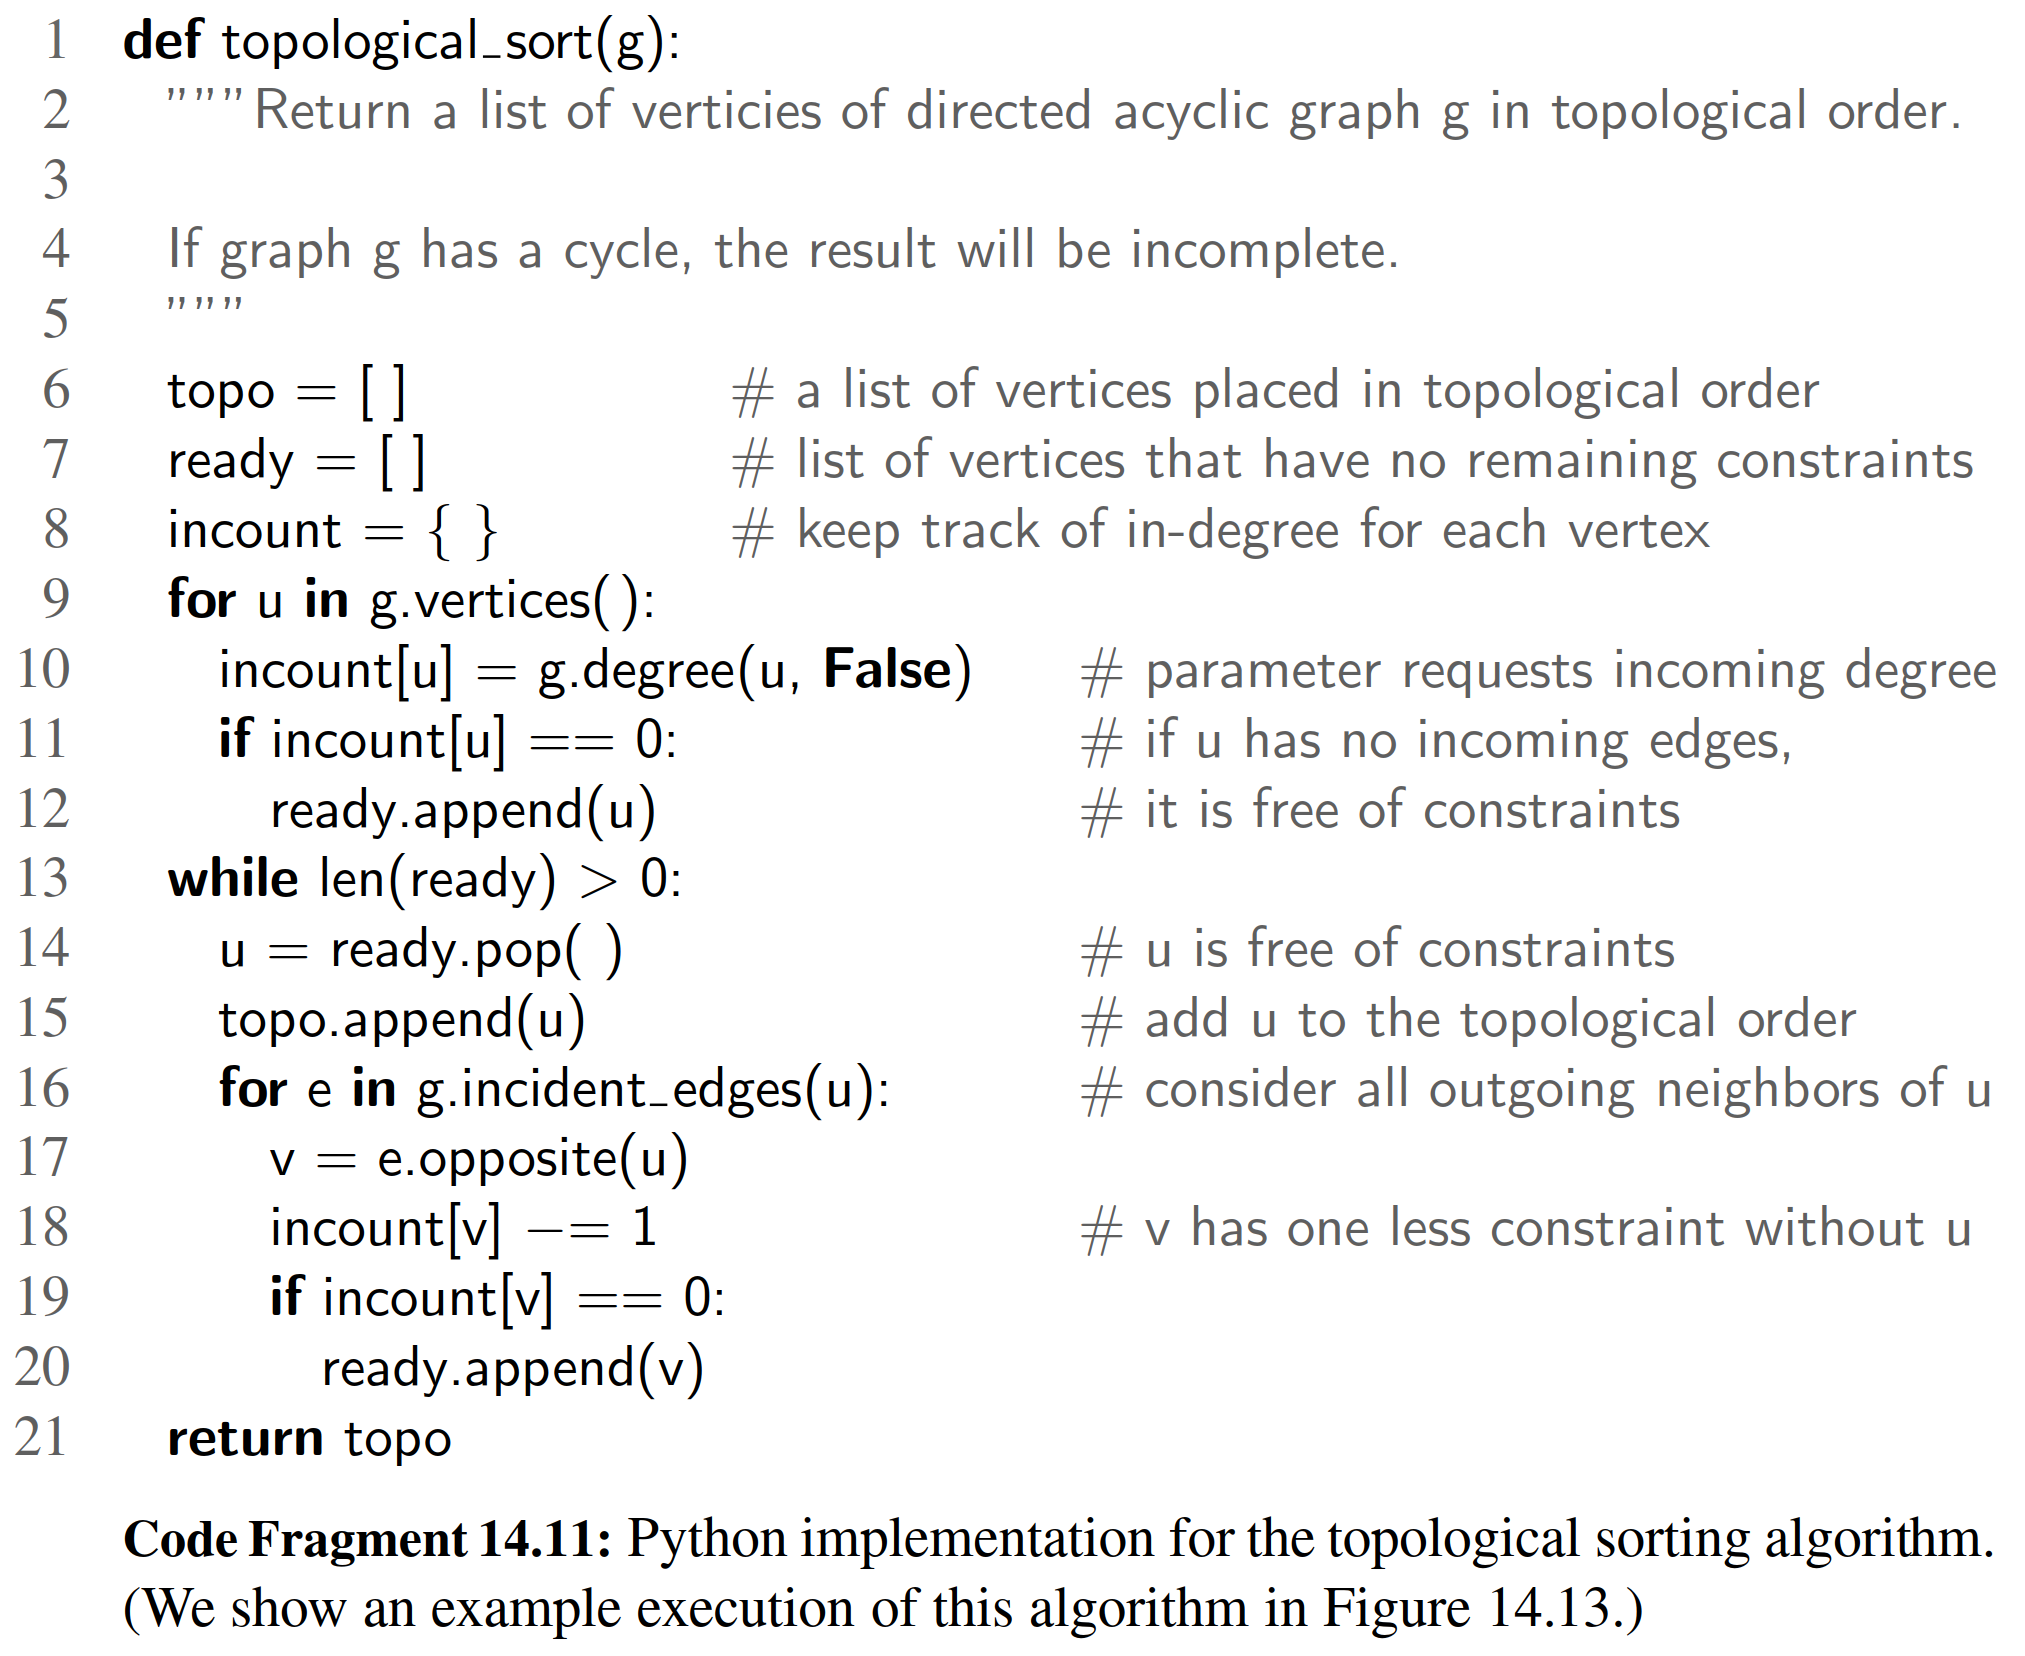 1 def topological_sort(g):
2 """Return a list of verticies of directed acyclic graph g in topological order.
3
4 If graph g has a cycle, the result will be incomplete.
5 """
6 topo = [ ] # a list of vertices placed in topological order
7 ready = [ ] # list of vertices that have no remaining constraints
8 incount = { } # keep track of in-degree for each vertex
9 for u in g.vertices( ):
10 incount[u] = g.degree(u, False) # parameter requests incoming degree
11 if incount[u] == 0: # if u has no incoming edges,
12 ready.append(u) # it is free of constraints
13 while len(ready) > 0:
14 u = ready.pop( ) # u is free of constraints
15 topo.append(u) # add u to the topological order
16 for e in g.incident_edges(u): # consider all outgoing neighbors of u
17 v = e.opposite(u)
18 incount[v] −= 1 # v has one less constraint without u
19 if incount[v] == 0:
20 ready.append(v)
21 return topo
Code Fragment 14.11: Python implementation for the topological sorting algorithm.
(We show an example execution of this algorithm in Figure 14.13.)